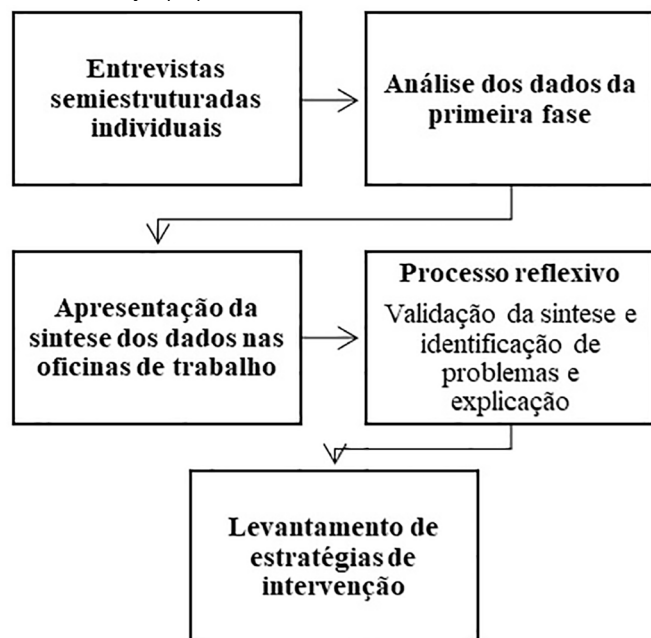 Entrevistas
semiestruturadas
individuais
Análise dos dados da
primeira fase
Apresentação da
sintese dos dados nas
oficinas de trabalho
Processo reflexivo
Validação da sintese e
identificação de
problemas e
explicação
Levantamento de
estratégias de
intervenção